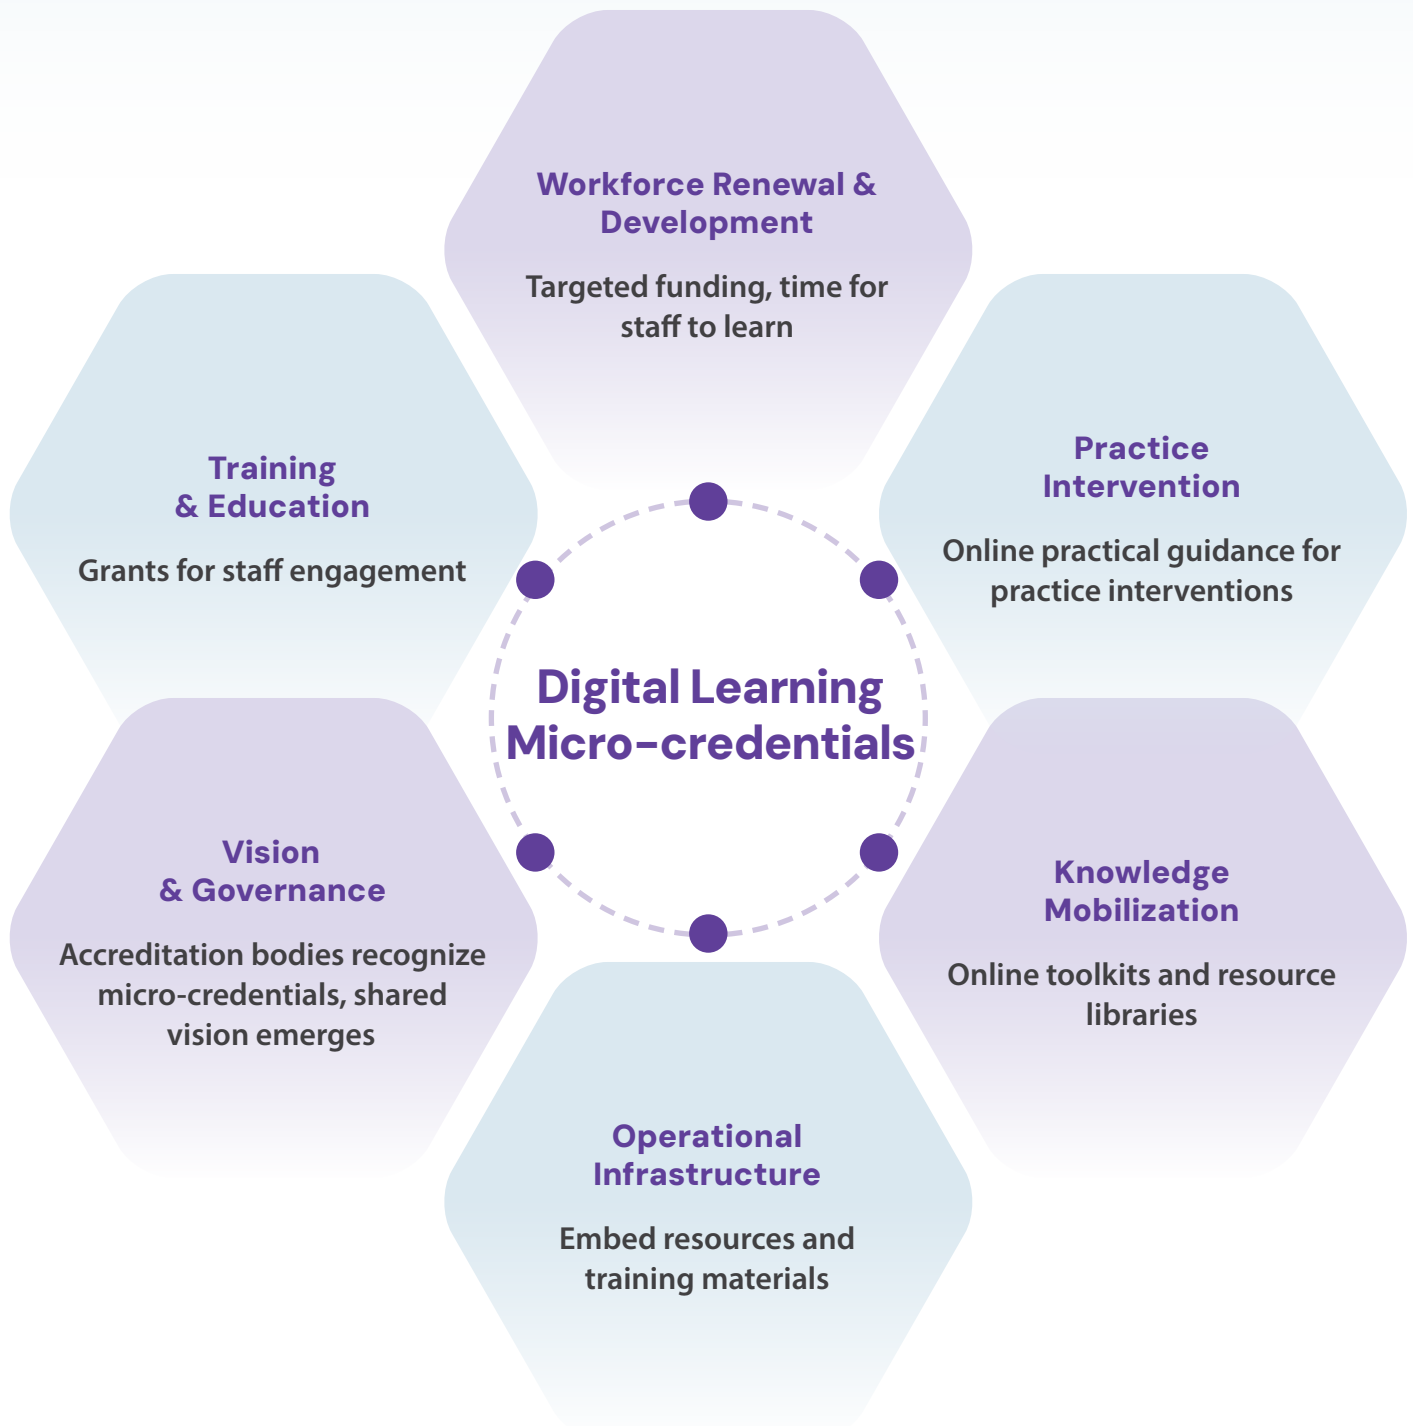 Workforce Renewal &
Development
Targeted funding, time for
staff to learn
Training
& Education
Grants for staff engagement
Practice
Intervention
Online practical guidance for
practice interventions
Digital Learning
Micro-credentials
Vision
& Governance
Accreditation bodies recognize
micro-credentials, shared
vision emerges
Knowledge
Mobilization
Online toolkits and resource
libraries
Operational
Infrastructure
Embed resources and
training materials